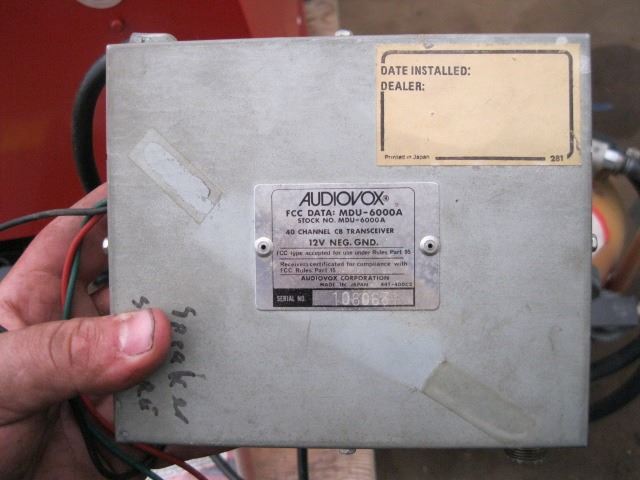 DATE INSTALLED:
DEALER:
Printed in Japan 281
AUDIOVOX®
FCC DATA: MDU-6000A
STOCK NO. MDU-6000A
40 CHANNEL CB TRANSCEIVER
12V NEG. GND.
FCC type accepted for use under Rules Part 95
Receivers certificated for compliance with
FCC Rules Part 15
AUDIOVOX CORPORATION
MADE IN JAPAN
SERIAL NO.
Speaker